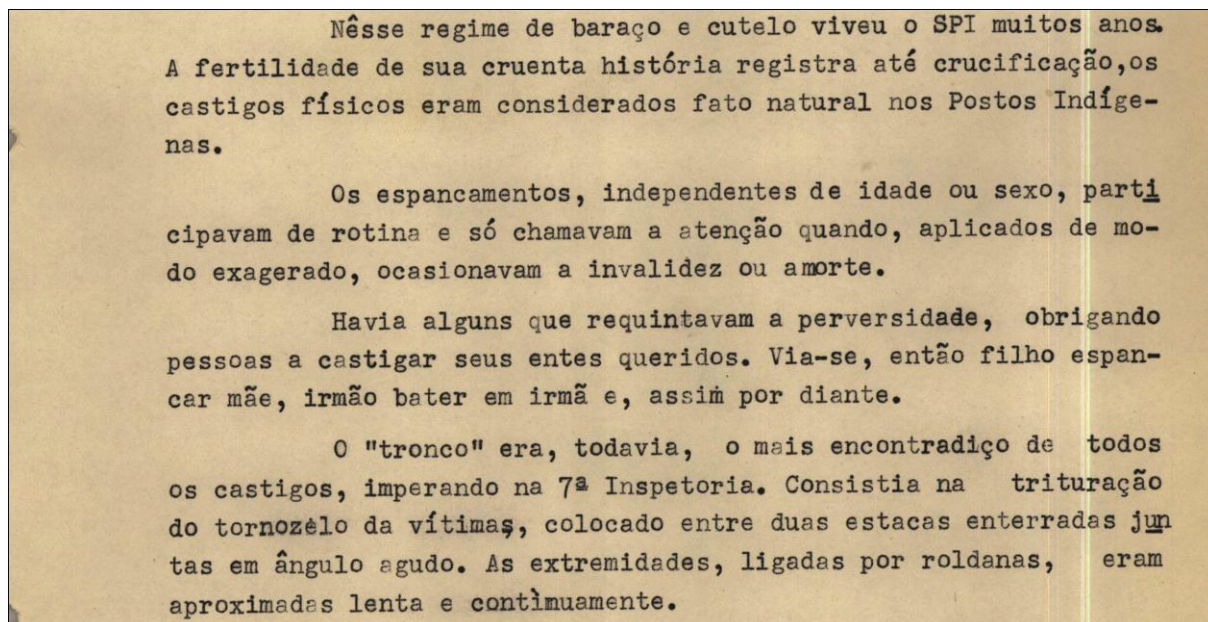 Nêsse regime de baraço e cutelo viveu o SPI muitos anos.
A fertilidade de sua cruenta história registra até crucificação,os
castigos físicos eram considerados fato natural nos Postos Indíge-
nas.
Os espancamentos, independentes de idade ou sexo, parti
cipavam de rotina e só chamavam a atenção quando, aplicados de mo-
do exagerado, ocasionavam a invalidez ou amorte.
Havia alguns que requintavam a perversidade, obrigando
pessoas a castigar seus entes queridos. Via-se, então filho espan-
car mãe, irmão bater em irmã e, assim por diante.
O "tronco" era, todavia, o mais encontradiço de todos
os castigos, imperando na 7ª Inspetoria. Consistia na trituração
do tornozêlo da vítimas, colocado entre duas estacas enterradas jun
tas em ângulo agudo. As extremidades, ligadas por roldanas, eram
aproximadas lenta e contìnuamente.